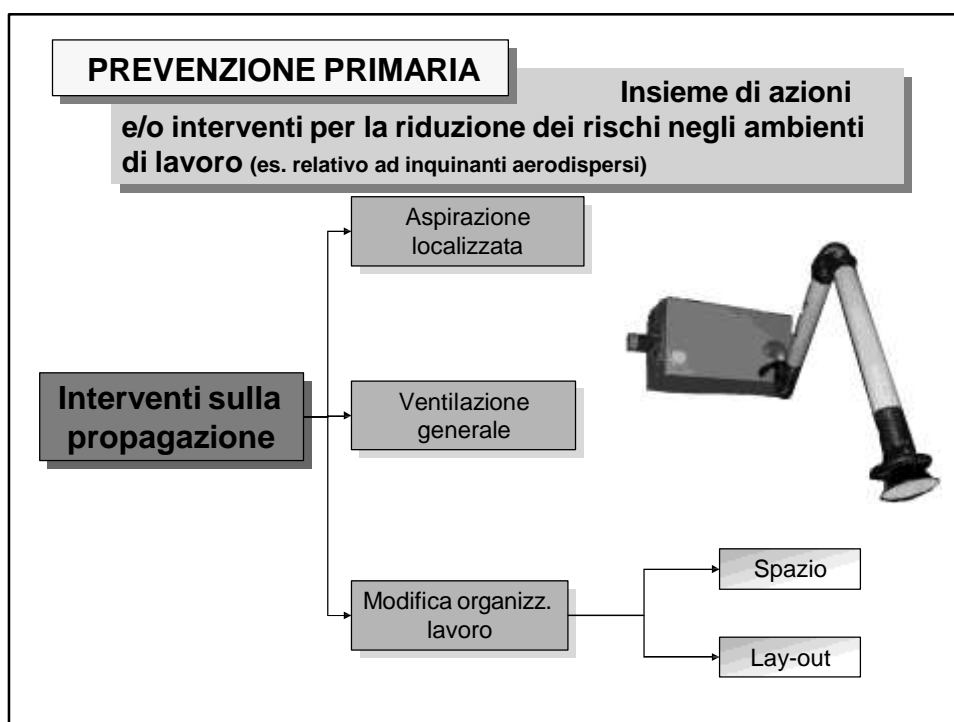 PREVENZIONE PRIMARIA
Insieme di azioni
e/o interventi per la riduzione dei rischi negli ambienti
di lavoro (es. relativo ad inquinanti aerodispersi)
Aspirazione
localizzata
Interventi sulla
propagazione
Ventilazione
generale
Modifica organizz.
lavoro
Spazio
Lay-out